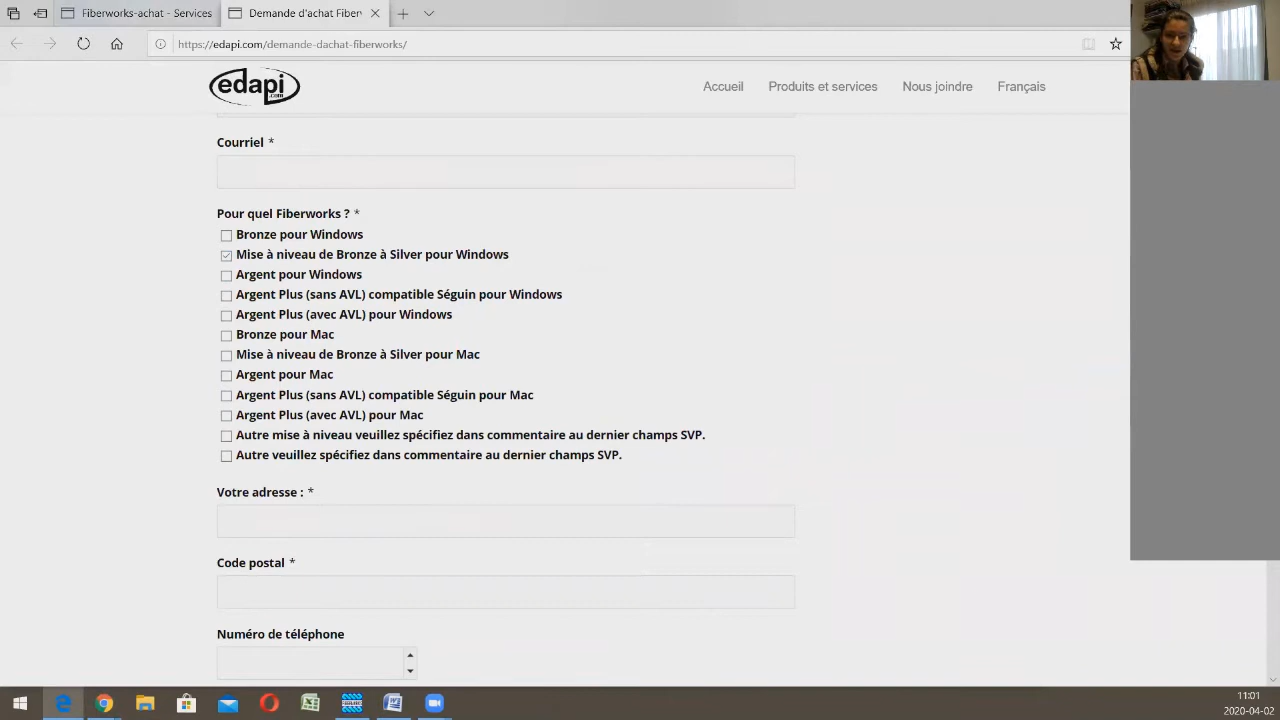 Fiberworks-achat - Services
Demande d'achat Fiber
https://edapi.com/demande-dachat-fiberworks/
edapi
.com
Accueil
Produits et services
Nous joindre
Français
Courriel *
Pour quel Fiberworks ? *
Bronze pour Windows
Mise à niveau de Bronze à Silver pour Windows
Argent pour Windows
Argent Plus (sans AVL) compatible Séguin pour Windows
Argent Plus (avec AVL) pour Windows
Bronze pour Mac
Mise à niveau de Bronze à Silver pour Mac
Argent pour Mac
Argent Plus (sans AVL) compatible Séguin pour Mac
Argent Plus (avec AVL) pour Mac
Autre mise à niveau veuillez spécifiez dans commentaire au dernier champs SVP.
Autre veuillez spécifiez dans commentaire au dernier champs SVP.
Votre adresse : *
Code postal *
Numéro de téléphone
11:01
2020-04-02